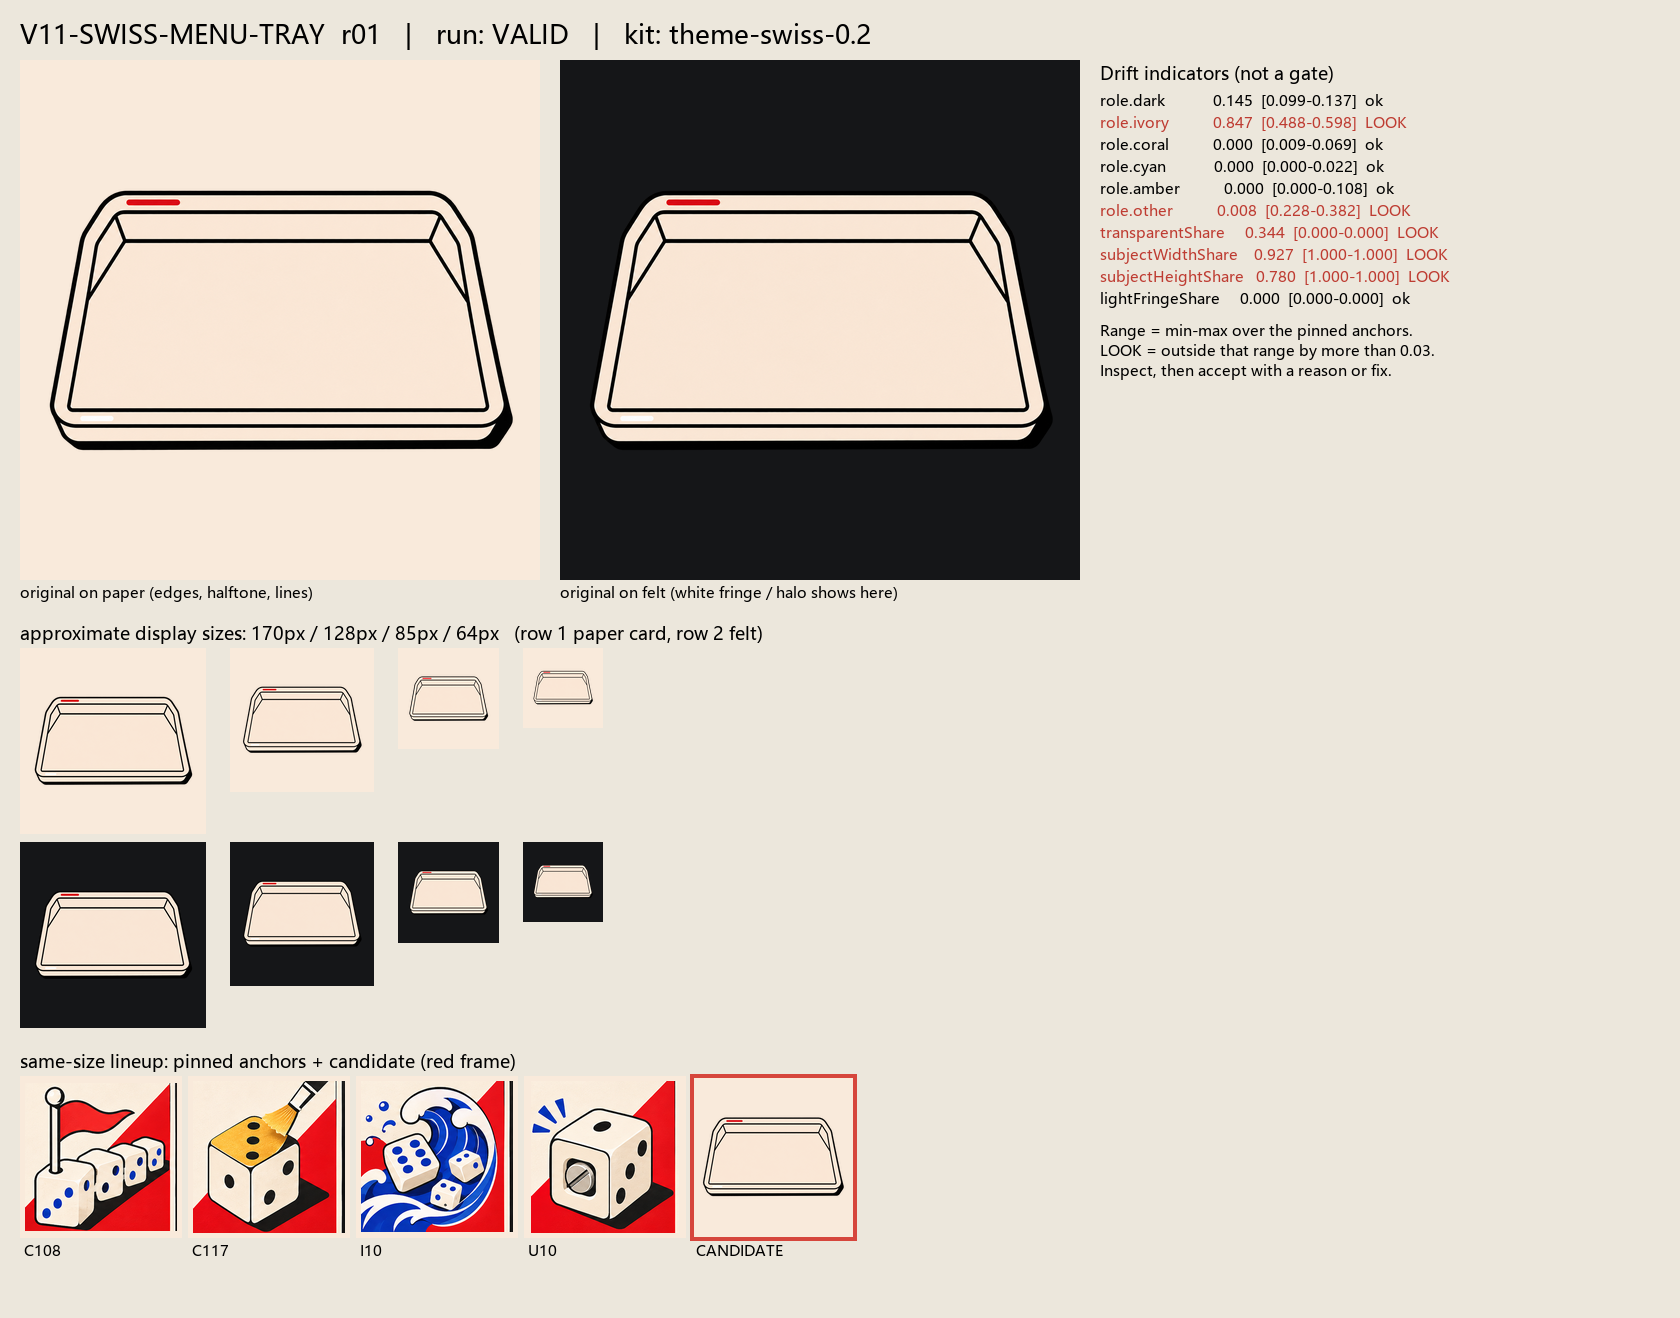 V11-SWISS-MENU-TRAY r01 | run: VALID | kit: theme-swiss-0.2
Drift indicators (not a gate)
role.dark 0.145 [0.099-0.137] ok
role.ivory 0.847 [0.488-0.598] LOOK
role.coral 0.000 [0.009-0.069] ok
role.cyan 0.000 [0.000-0.022] ok
role.amber 0.000 [0.000-0.108] ok
role.other 0.008 [0.228-0.382] LOOK
transparentShare 0.344 [0.000-0.000] LOOK
subjectWidthShare 0.927 [1.000-1.000] LOOK
subjectHeightShare 0.780 [1.000-1.000] LOOK
lightFringeShare 0.000 [0.000-0.000] ok
Range = min-max over the pinned anchors.
LOOK = outside that range by more than 0.03.
Inspect, then accept with a reason or fix.
original on paper (edges, halftone, lines)
original on felt (white fringe / halo shows here)
approximate display sizes: 170px / 128px / 85px / 64px (row 1 paper card, row 2 felt)
same-size lineup: pinned anchors + candidate (red frame)
C108
C117
I10
U10
CANDIDATE